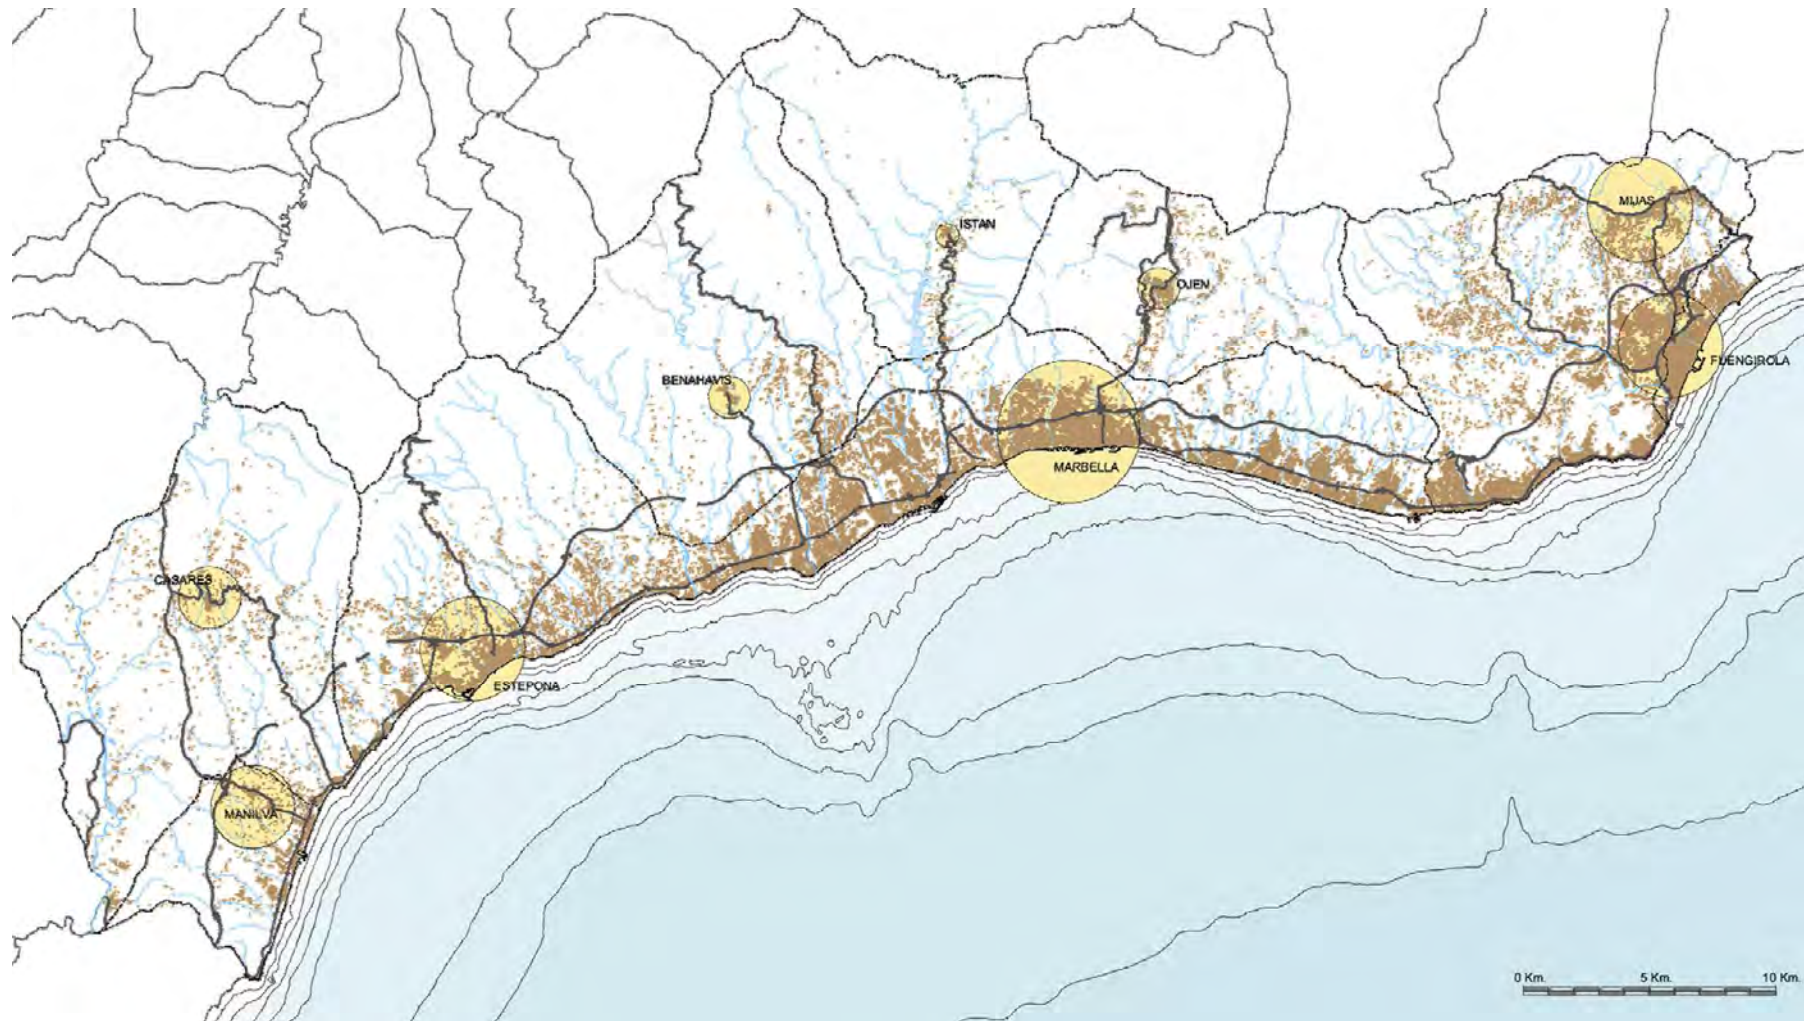 MIJAS
ISTAN
OJEN
FUENGIROLA
BENAHAVIS
MARBELLA
CASARES
ESTEPONA
MANILVA
0 Km. 5 Km. 10 Km.